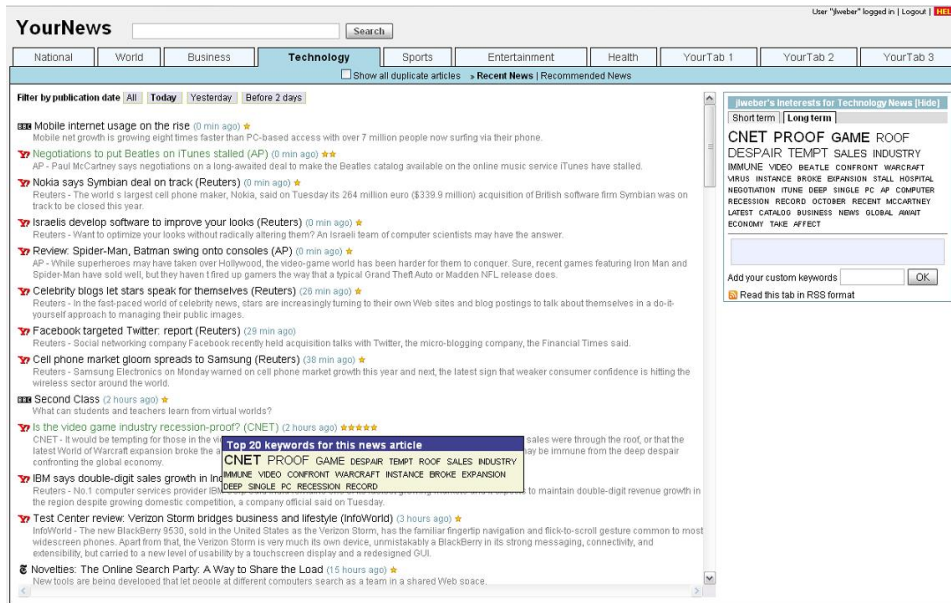 User "jlweber" logged in | Logout | HEL
YourNews
Search
National World Business Technology Sports Entertainment Health YourTab 1 YourTab 2 YourTab 3
Show all duplicate articles » Recent News | Recommended News
Filter by publication date All Today Yesterday Before 2 days
BBC Mobile internet usage on the rise (0 min ago)
Mobile net growth is growing eight times faster than PC-based access with over 7 million people now surfing via their phone.
Negotiations to put Beatles on iTunes stalled (AP) (0 min ago)
AP - Paul McCartney says negotiations on a long-awaited deal to make the Beatles catalog available on the online music service iTunes have stalled.
Nokia says Symbian deal on track (Reuters) (0 min ago)
Reuters - The world s largest cell phone maker, Nokia, said on Tuesday its 264 million euro ($339.9 million) acquisition of British software firm Symbian was on
track to be closed this year.
Israelis develop software to improve your looks (Reuters) (0 min ago)
Reuters - Want to optimize your looks without radically altering them? An Israeli team of computer scientists may have the answer.
Review: Spider-Man, Batman swing onto consoles (AP) (0 min ago)
AP - While superheroes may have taken over Hollywood, the video-game world has been harder for them to conquer. Sure, recent games featuring Iron Man and
Spider-Man have sold well, but they haven t fired up gamers the way that a typical Grand Theft Auto or Madden NFL release does.
Celebrity blogs let stars speak for themselves (Reuters) (28 min ago)
Reuters - In the fast-paced world of celebrity news, stars are increasingly turning to their own Web sites and blog postings to talk about themselves in a do-it-
yourself approach to managing their public images.
Facebook targeted Twitter: report (Reuters) (29 min ago)
Reuters - Social networking company Facebook recently held acquisition talks with Twitter, the micro-blogging company, the Financial Times said.
Cell phone market gloom spreads to Samsung (Reuters) (38 min ago)
Reuters - Samsung Electronics on Monday warned on cell phone market growth this year and next, the latest sign that weaker consumer confidence is hitting the
wireless sector around the world.
BBC Second Class (2 hours ago)
What can students and teachers learn from virtual worlds?
Is the video game industry recession-proof? (CNET) (2 hours ago)
CNET - It would be tempting for those in the vi sales were through the roof, or that the
latest World of Warcraft expansion broke the a may be immune from the deep despair
confronting the global economy.
Top 20 keywords for this news article
CNET PROOF GAME DESPAIR TEMPT ROOF SALES INDUSTRY
IMMUNE VIDEO CONFRONT WARCRAFT INSTANCE BROKE EXPANSION
DEEP SINGLE PC RECESSION RECORD
IBM says double-digit sales growth in Ind
Reuters - No.1 computer services provider IBM to maintain double-digit revenue growth in
the region despite growing domestic competition, a company official said on Tuesday.
Test Center review: Verizon Storm bridges business and lifestyle (InfoWorld) (3 hours ago)
InfoWorld - The new BlackBerry 9530, sold in the United States as the Verizon Storm, has the familiar fingertip navigation and flick-to-scroll gesture common to most
widescreen phones. Apart from that, the Verizon Storm is very much its own device, unmistakably a BlackBerry in its strong messaging, connectivity, and
extensibility, but carried to a new level of usability by a touchscreen display and a redesigned GUI.
Novelties: The Online Search Party: A Way to Share the Load (15 hours ago)
New tools are being developed that let people at different computers search as a team in a shared Web space.
jlweber's Ineterests for Technology News [Hide]
Short term Long term
CNET PROOF GAME ROOF
DESPAIR TEMPT SALES INDUSTRY
IMMUNE VIDEO BEATLE CONFRONT WARCRAFT
VIRUS INSTANCE BROKE EXPANSION STALL HOSPITAL
NEGOTIATION ITUNE DEEP SINGLE PC AP COMPUTER
RECESSION RECORD OCTOBER RECENT MCCARTNEY
LATEST CATALOG BUSINESS NEWS GLOBAL AWAIT
ECONOMY TAKE AFFECT
Add your custom keywords OK
Read this tab in RSS format